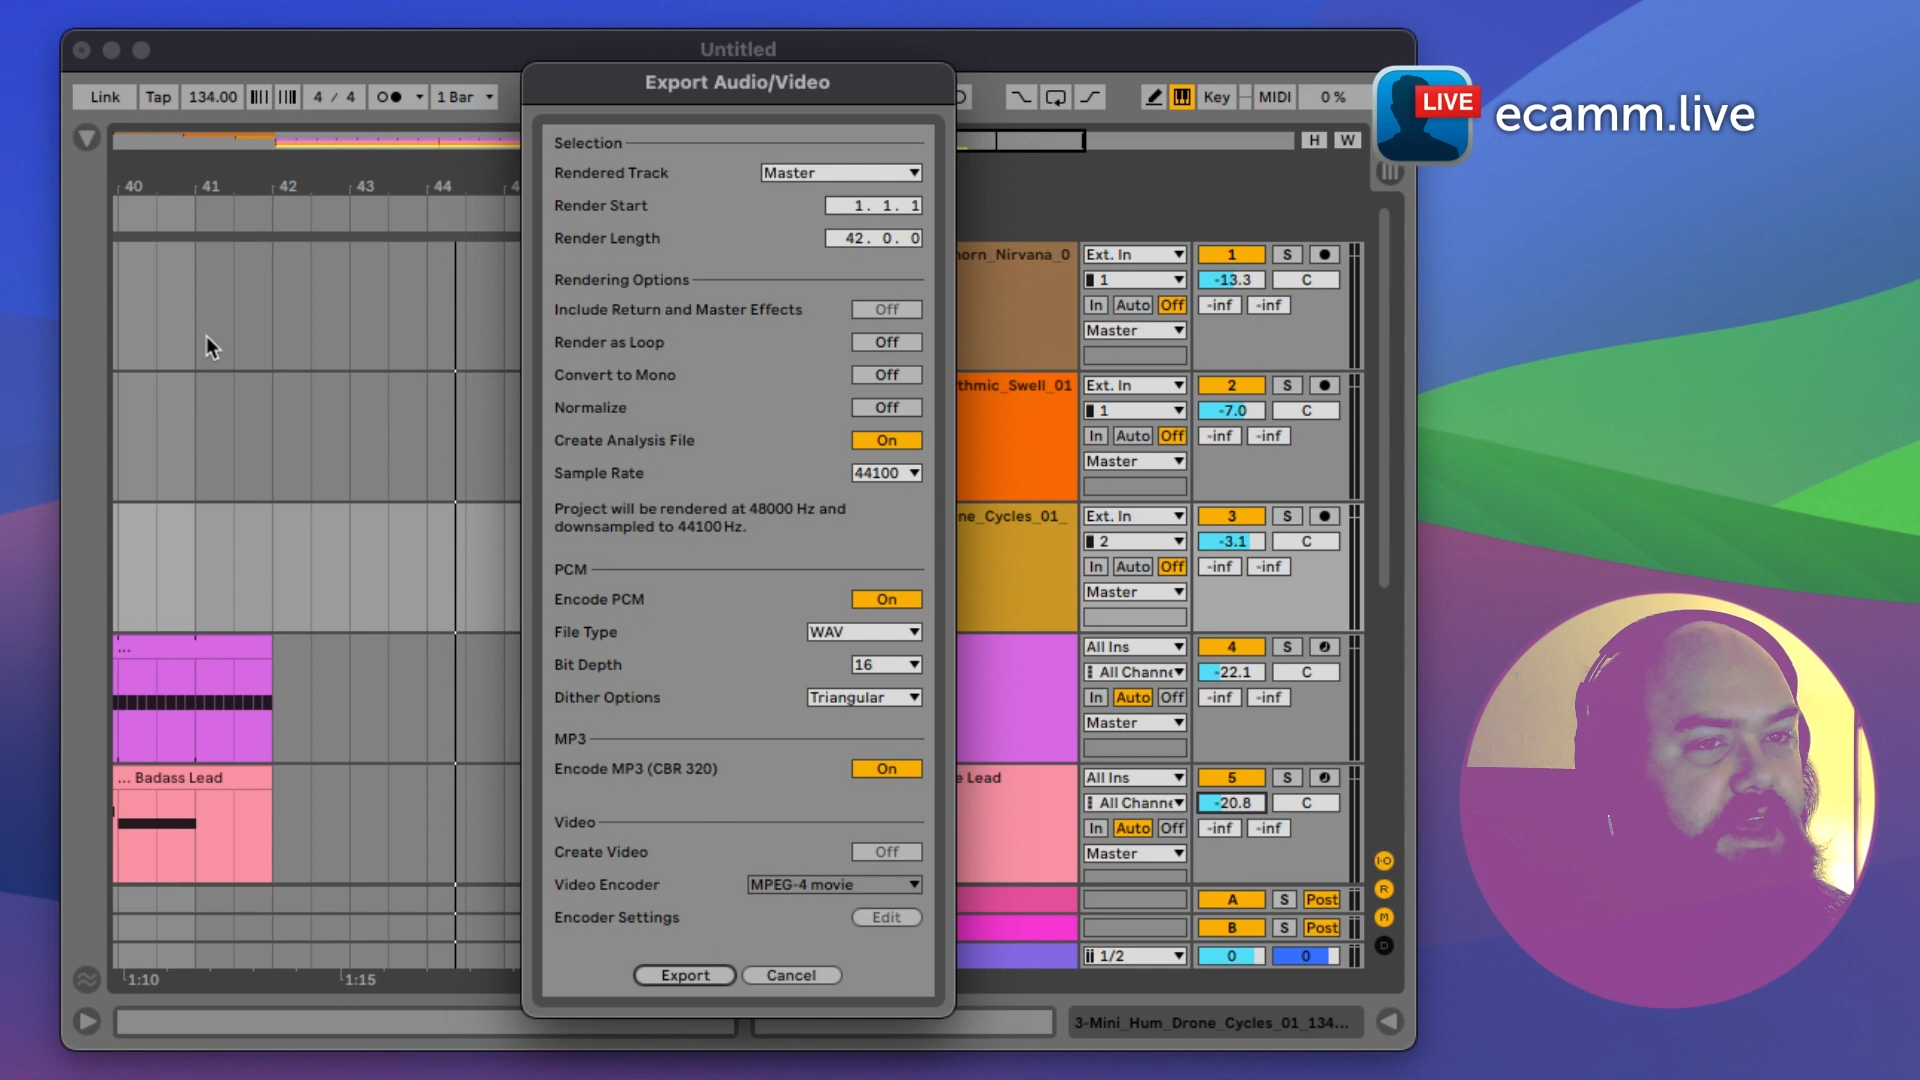 Untitled
Export Audio/Video
LIVE
ecamm.live
Link
Tap
134.00
4 / 4
1 Bar
Key
MIDI
0 %
H
W
40
41
42
43
44
Selection
Rendered Track
Master
Render Start
1. 1. 1
Render Length
42. 0. 0
Rendering Options
Include Return and Master Effects
Off
Render as Loop
Off
Convert to Mono
Off
Normalize
Off
Create Analysis File
On
Sample Rate
44100
Project will be rendered at 48000 Hz and
downsampled to 44100 Hz.
PCM
Encode PCM
On
File Type
WAV
Bit Depth
16
Dither Options
Triangular
MP3
Encode MP3 (CBR 320)
On
Video
Create Video
Off
Video Encoder
MPEG-4 movie
Encoder Settings
Edit
Export
Cancel
...
... Badass Lead
1:10
1:15
horn_Nirvana_0
Ext. In
1
S
1
-13.3
C
In
Auto
Off
-inf
-inf
Master
thmic_Swell_01
Ext. In
2
S
1
-7.0
C
In
Auto
Off
-inf
-inf
Master
ne_Cycles_01_
Ext. In
3
S
2
-3.1
C
In
Auto
Off
-inf
-inf
Master
All Ins
4
S
All Channe
-22.1
C
In
Auto
Off
-inf
-inf
Master
e Lead
All Ins
5
S
All Channe
-20.8
C
In
Auto
Off
-inf
-inf
Master
I·O
R
M
D
A
S
Post
B
S
Post
1/2
0
0
3-Mini_Hum_Drone_Cycles_01_134...